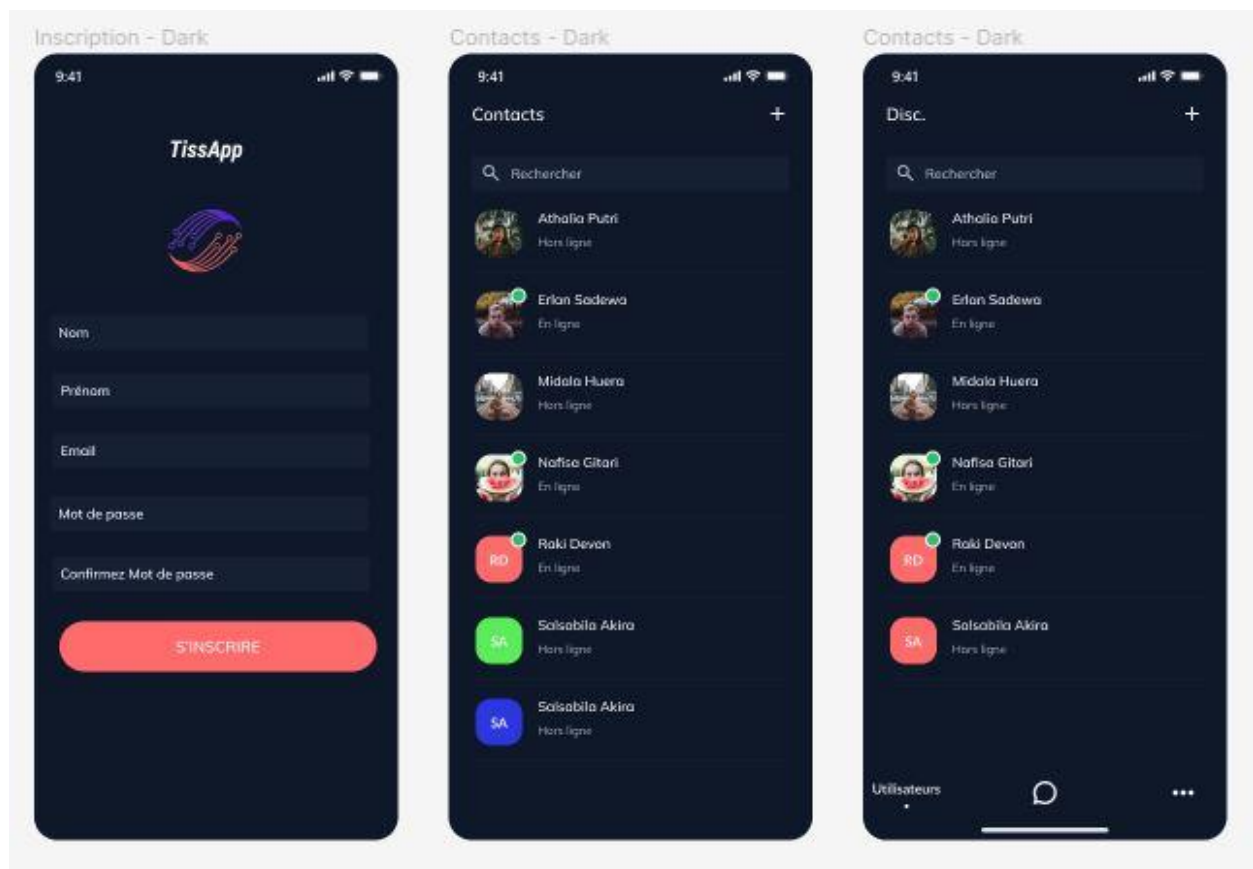 Inscription - Dark
9:41
TissApp
Nom
Prénom
Email
Mot de passe
Confirmez Mot de passe
S'INSCRIRE
Contacts - Dark
9:41
Contacts
+
Rechercher
Athalia Putri
Hors ligne
Erlan Sadewa
En ligne
Midala Huera
Hors ligne
Nafisa Gitari
En ligne
RD
Raki Devon
En ligne
SA
Salsabila Akira
Hors ligne
SA
Salsabila Akira
Hors ligne
Contacts - Dark
9:41
Disc.
+
Rechercher
Athalia Putri
Hors ligne
Erlan Sadewa
En ligne
Midala Huera
Hors ligne
Nafisa Gitari
En ligne
RD
Raki Devon
En ligne
SA
Salsabila Akira
Hors ligne
Utilisateurs